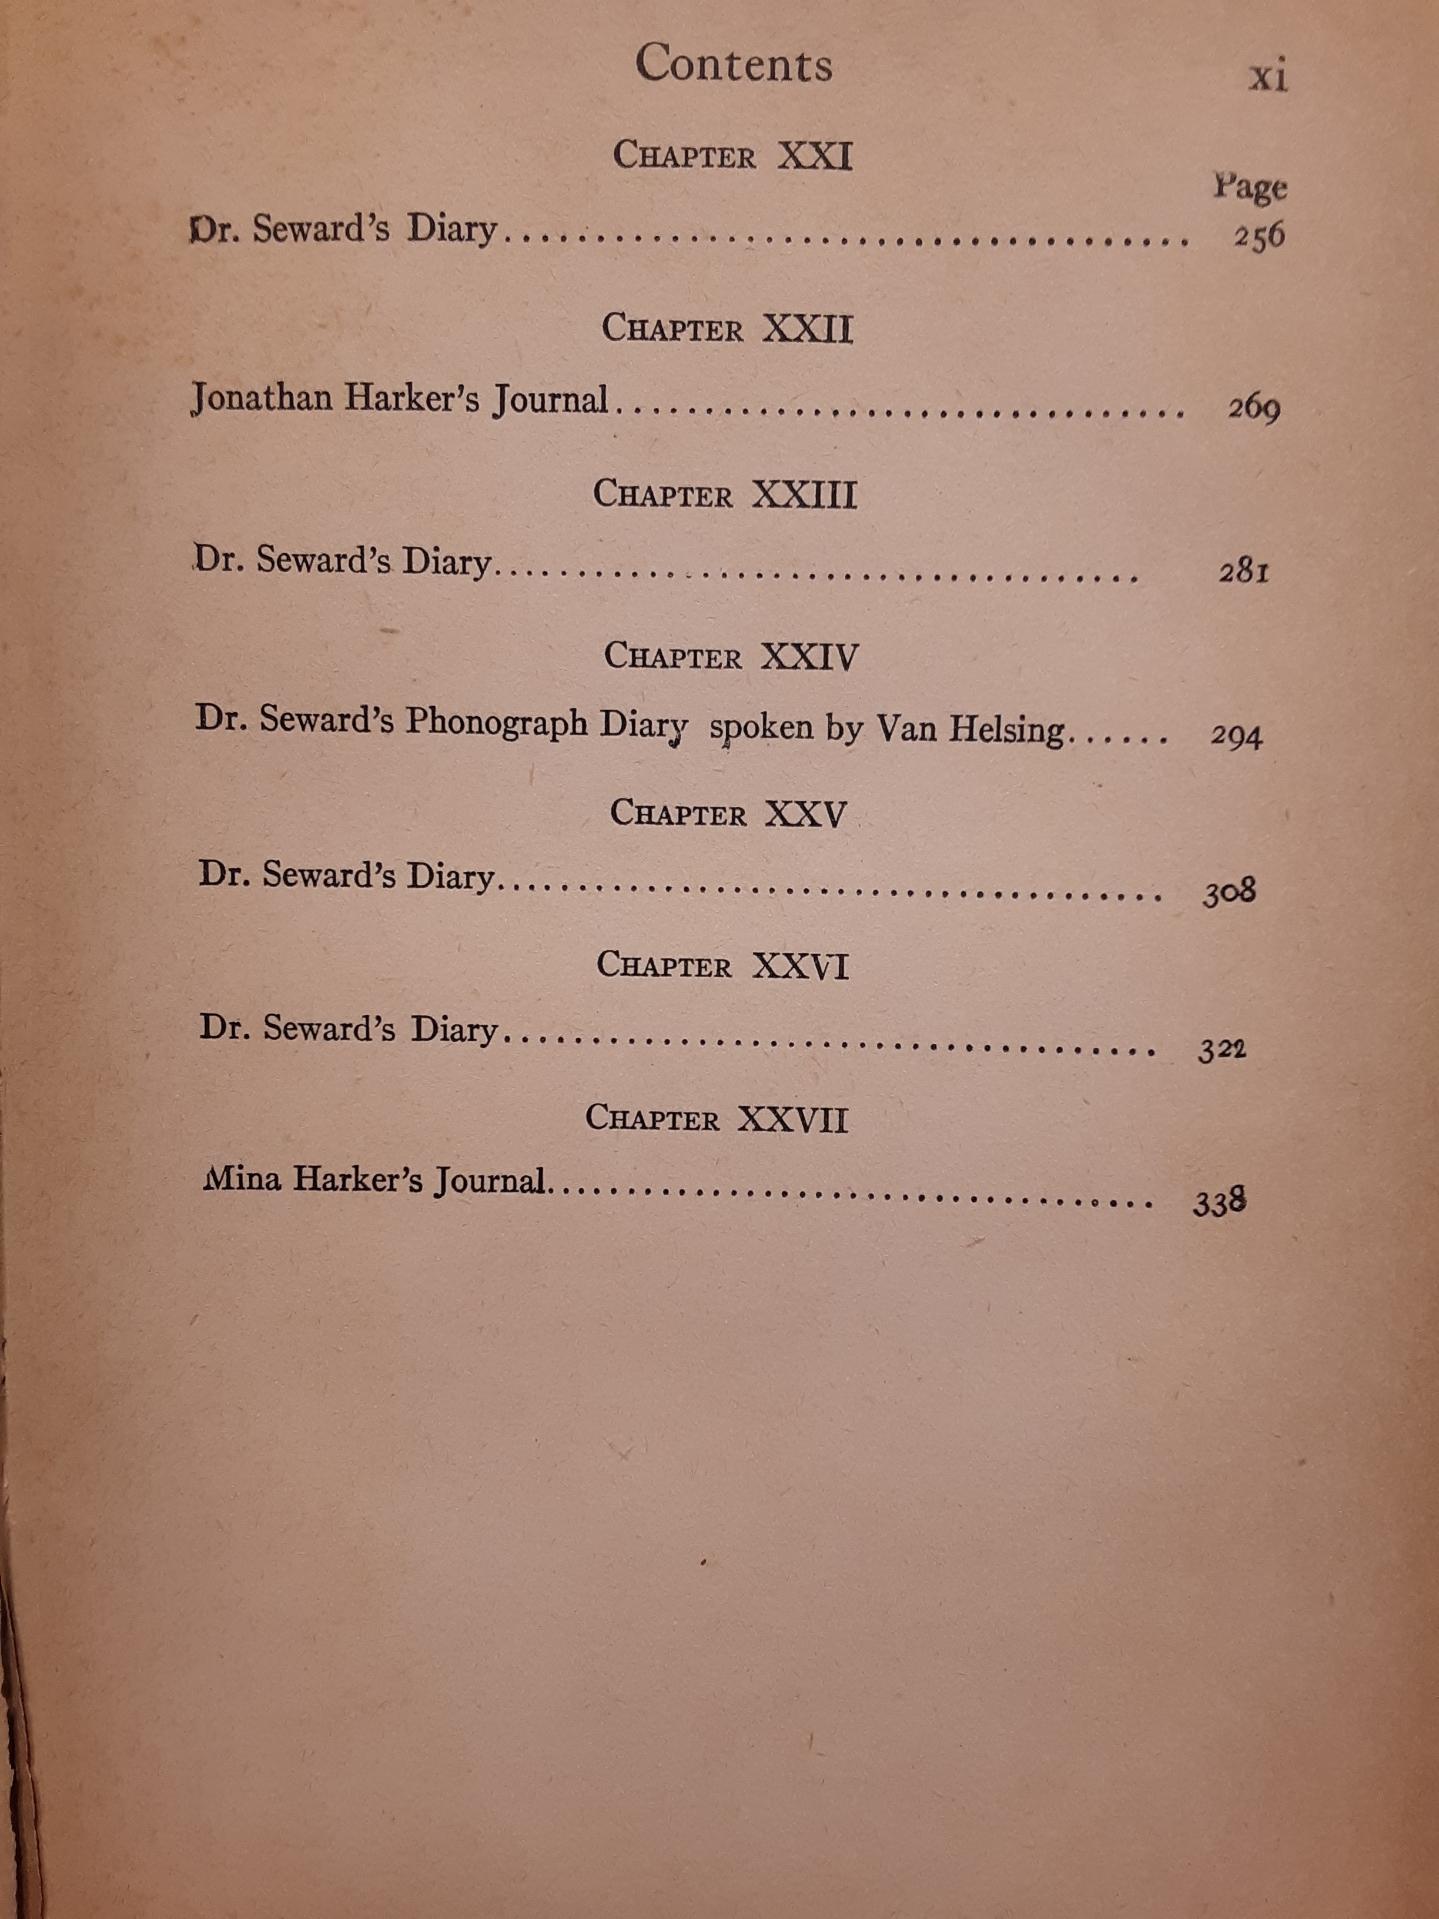 Contents xi
Chapter XXI
Page
Dr. Seward's Diary...................................... 256
Chapter XXII
Jonathan Harker's Journal................................ 269
Chapter XXIII
Dr. Seward's Diary.................................... 281
Chapter XXIV
Dr. Seward's Phonograph Diary spoken by Van Helsing...... 294
Chapter XXV
Dr. Seward's Diary...................................... 308
Chapter XXVI
Dr. Seward's Diary...................................... 322
Chapter XXVII
Mina Harker's Journal.................................. 338